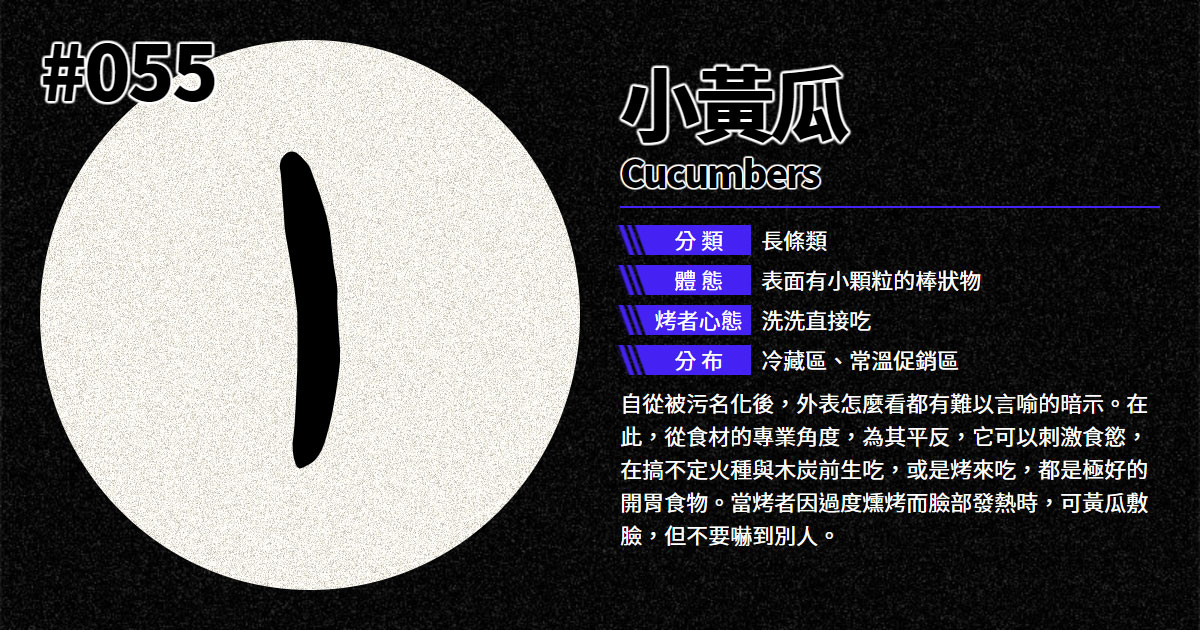 #055
小黃瓜
Cucumbers
分類 長條類
體態 表面有小顆粒的棒狀物
烤者心態 洗洗直接吃
分布 冷藏區、常溫促銷區
自從被污名化後，外表怎麼看都有難以言喻的暗示。在
此，從食材的專業角度，為其平反，它可以刺激食慾，
在搞不定火種與木炭前生吃，或是烤來吃，都是極好的
開胃食物。當烤者因過度燻烤而臉部發熱時，可黃瓜敷
臉，但不要嚇到別人。